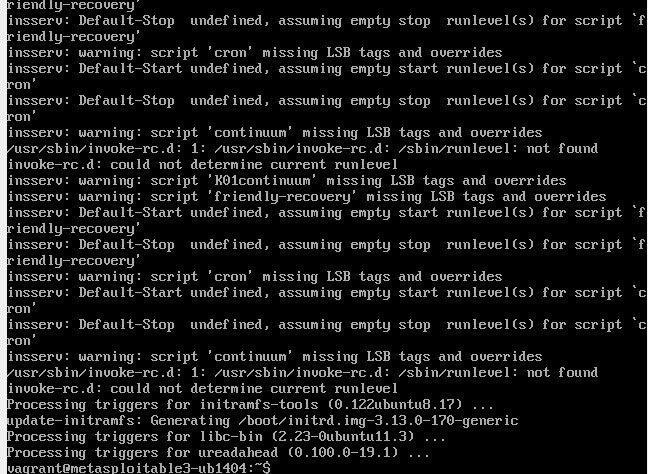 riendly-recovery'
insserv: Default-Stop  undefined, assuming empty stop  runlevel(s) for script `f
riendly-recovery'
insserv: warning: script 'cron' missing LSB tags and overrides
insserv: Default-Start undefined, assuming empty start runlevel(s) for script `c
ron'
insserv: Default-Stop  undefined, assuming empty stop  runlevel(s) for script `c
ron'
insserv: warning: script 'continuum' missing LSB tags and overrides
/usr/sbin/invoke-rc.d: 1: /usr/sbin/invoke-rc.d: /sbin/runlevel: not found
invoke-rc.d: could not determine current runlevel
insserv: warning: script 'K01continuum' missing LSB tags and overrides
insserv: warning: script 'friendly-recovery' missing LSB tags and overrides
insserv: Default-Start undefined, assuming empty start runlevel(s) for script `f
riendly-recovery'
insserv: Default-Stop  undefined, assuming empty stop  runlevel(s) for script `f
riendly-recovery'
insserv: warning: script 'cron' missing LSB tags and overrides
insserv: Default-Start undefined, assuming empty start runlevel(s) for script `c
ron'
insserv: Default-Stop  undefined, assuming empty stop  runlevel(s) for script `c
ron'
insserv: warning: script 'continuum' missing LSB tags and overrides
/usr/sbin/invoke-rc.d: 1: /usr/sbin/invoke-rc.d: /sbin/runlevel: not found
invoke-rc.d: could not determine current runlevel
Processing triggers for initramfs-tools (0.122ubuntu8.17) ...
update-initramfs: Generating /boot/initrd.img-3.13.0-170-generic
Processing triggers for libc-bin (2.23-0ubuntu11.3) ...
Processing triggers for ureadahead (0.100.0-19.1) ...
vagrant@metasploitable3-ub1404:~$